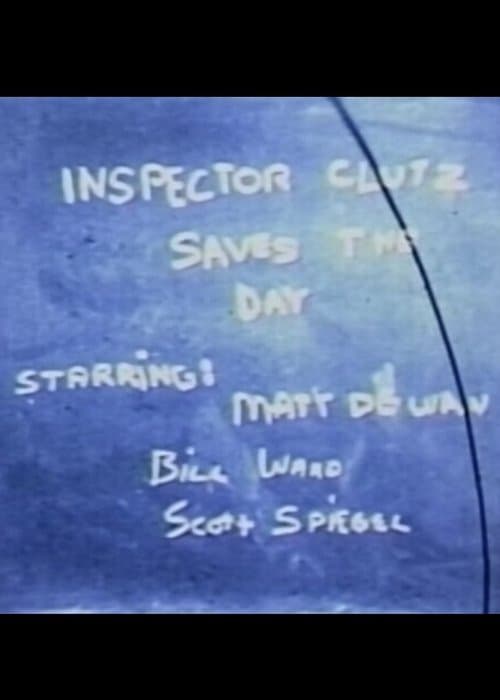 INSPECTOR CLUTZ
SAVES THE
DAY
STARRING:
MATT DEWAN
BILL WARD
SCOTT SPIEGEL